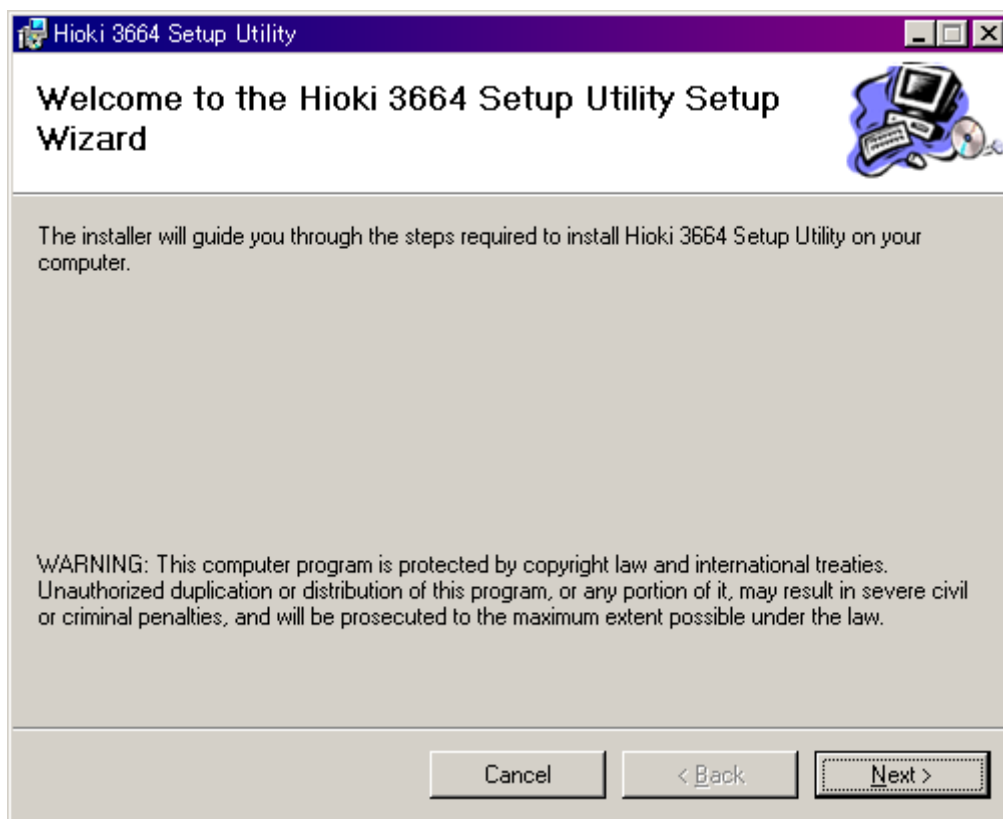 Hioki 3664 Setup Utility
Welcome to the Hioki 3664 Setup Utility Setup
Wizard
The installer will guide you through the steps required to install Hioki 3664 Setup Utility on your
computer.
WARNING: This computer program is protected by copyright law and international treaties.
Unauthorized duplication or distribution of this program, or any portion of it, may result in severe civil
or criminal penalties, and will be prosecuted to the maximum extent possible under the law.
Cancel
< Back
Next >